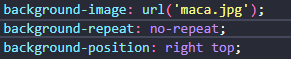 background-image: url('maca.jpg');
background-repeat: no-repeat;
background-position: right top;